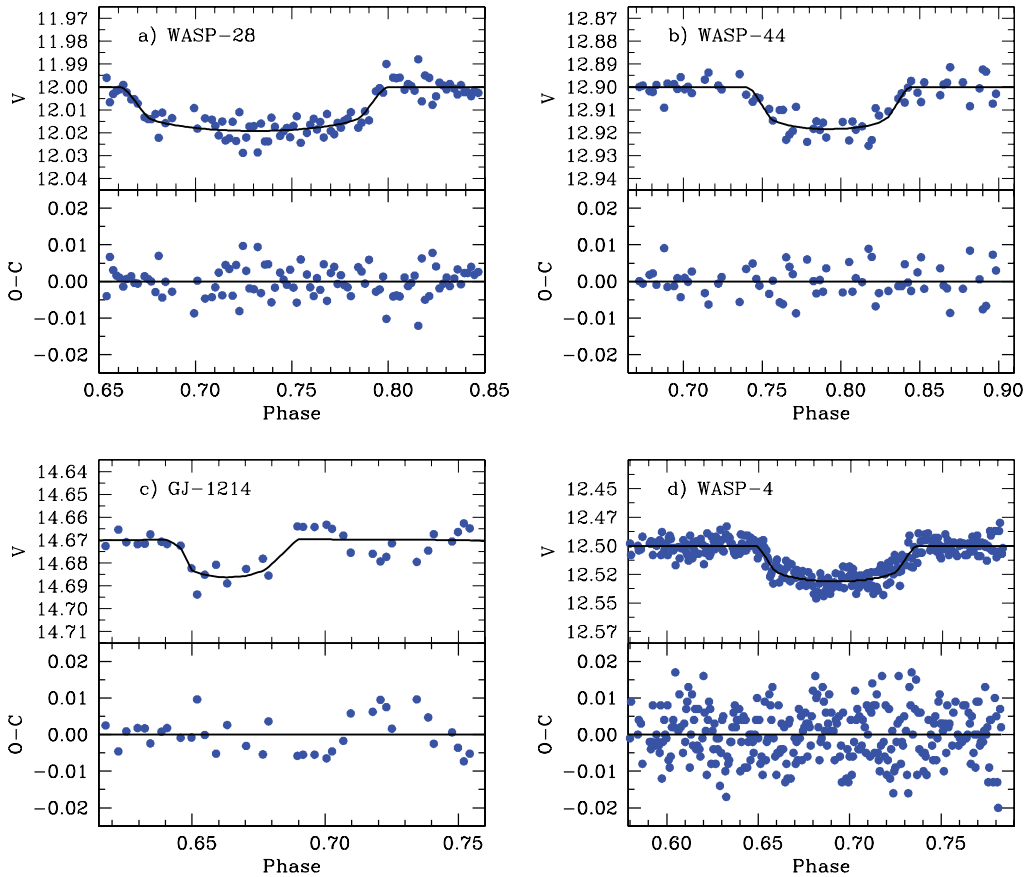 a) WASP-28
11.97
11.98
11.99
12.00
12.01
12.02
12.03
12.04
V
0.02
0.01
0.00
−0.01
−0.02
O−C
0.65 0.70 0.75 0.80 0.85
Phase
b) WASP-44
12.87
12.88
12.89
12.90
12.91
12.92
12.93
12.94
V
0.02
0.01
0.00
−0.01
−0.02
O−C
0.70 0.75 0.80 0.85 0.90
Phase
c) GJ-1214
14.64
14.65
14.66
14.67
14.68
14.69
14.70
14.71
V
0.02
0.01
0.00
−0.01
−0.02
O−C
0.65 0.70 0.75
Phase
d) WASP-4
12.45
12.47
12.50
12.52
12.55
12.57
V
0.02
0.01
0.00
−0.01
−0.02
O−C
0.60 0.65 0.70 0.75
Phase